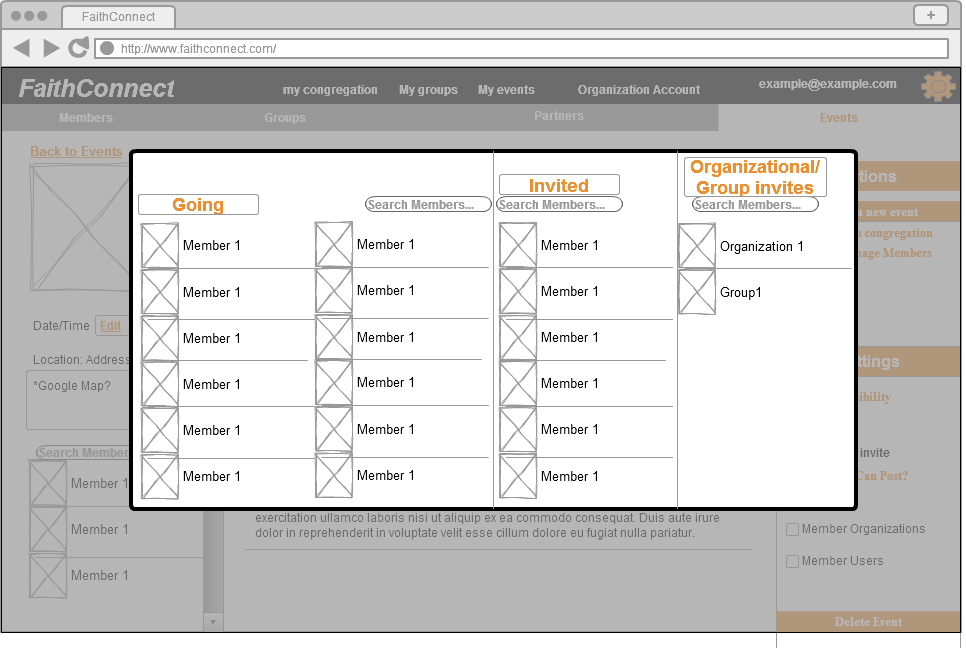 FaithConnect
+
http://www.faithconnect.com/
FaithConnect
my congregation
My groups
My events
Organization Account
example@example.com
Members
Groups
Partners
Events
Back to Events
Date/Time
Edit
Location: Address
*Google Map?
Search Member
Member 1
Member 1
Member 1
Going
Search Members...
Member 1
Member 1
Member 1
Member 1
Member 1
Member 1
Member 1
Member 1
Member 1
Member 1
Member 1
Member 1
Invited
Search Members...
Member 1
Member 1
Member 1
Member 1
Member 1
Member 1
Organizational/
Group invites
Search Members...
Organization 1
Group1
exercitation ullamco laboris nisi ut aliquip ex ea commodo consequat. Duis aute irure
dolor in reprehenderit in voluptate velit esse cillum dolore eu fugiat nulla pariatur.
tions
new event
congregation
age Members
ttings
ibility
invite
Can Post?
Member Organizations
Member Users
Delete Event